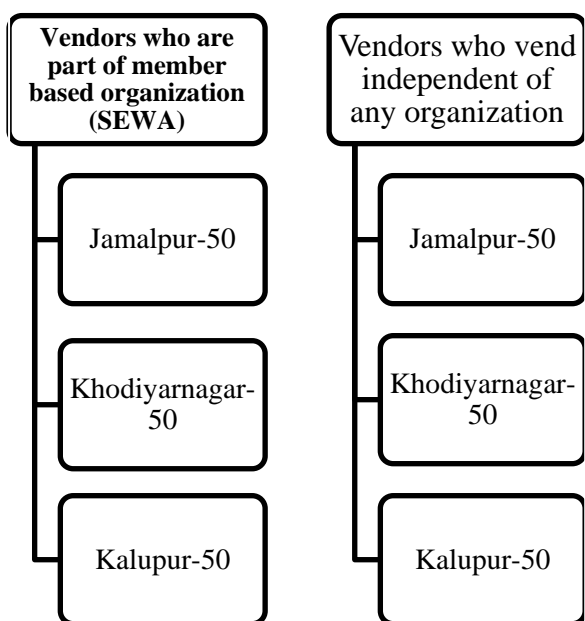 Vendors who are
part of member
based organization
(SEWA)
Jamalpur-50
Khodiyarnagar-
50
Kalupur-50
Vendors who vend
independent of
any organization
Jamalpur-50
Khodiyarnagar-
50
Kalupur-50